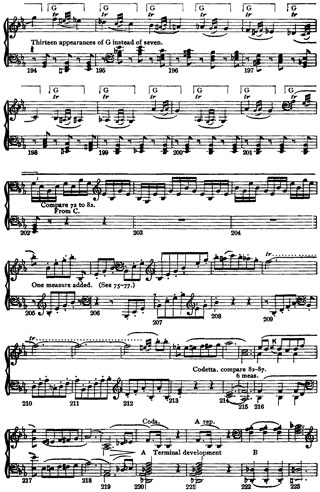 G G G G G G
tr tr tr tr tr
Thirteen appearances of G instead of seven.
194 195 196 197
G G G G G G G
tr tr tr tr tr tr
198 199 200 201
Compare 72 to 82.
From C.
202 203 204
tr
One measure added. (See 75-77.)
205 206 207 208 209
tr
Codetta. compare 82-87.
6 meas.
210 211 212 213 214 215 216
Coda. A rep.
A Terminal development B
217 218 219 220 221 222 223